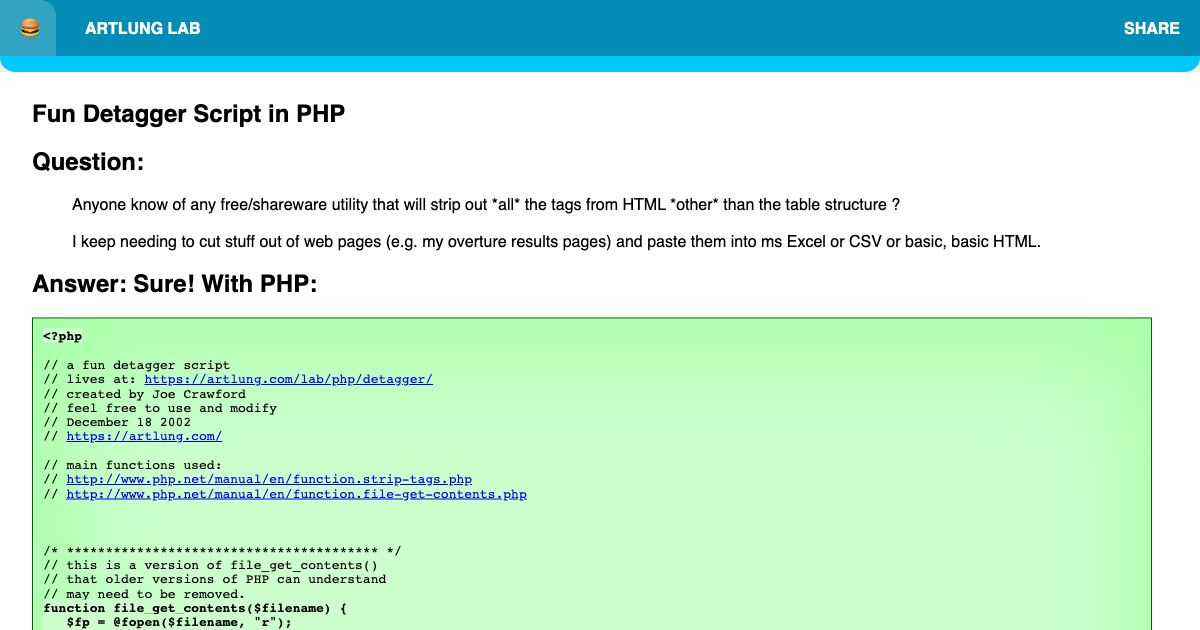 ARTLUNG LAB
SHARE
Fun Detagger Script in PHP
Question:
Anyone know of any free/shareware utility that will strip out *all* the tags from HTML *other* than the table structure ?
I keep needing to cut stuff out of web pages (e.g. my overture results pages) and paste them into ms Excel or CSV or basic, basic HTML.
Answer: Sure! With PHP:
<?php
// a fun detagger script
// lives at: https://artlung.com/lab/php/detagger/
// created by Joe Crawford
// feel free to use and modify
// December 18 2002
// https://artlung.com/
// main functions used:
// http://www.php.net/manual/en/function.strip-tags.php
// http://www.php.net/manual/en/function.file-get-contents.php
/* **************************************** */
// this is a version of file_get_contents()
// that older versions of PHP can understand
// may need to be removed.
function file_get_contents($filename) {
$fp = @fopen($filename, "r");